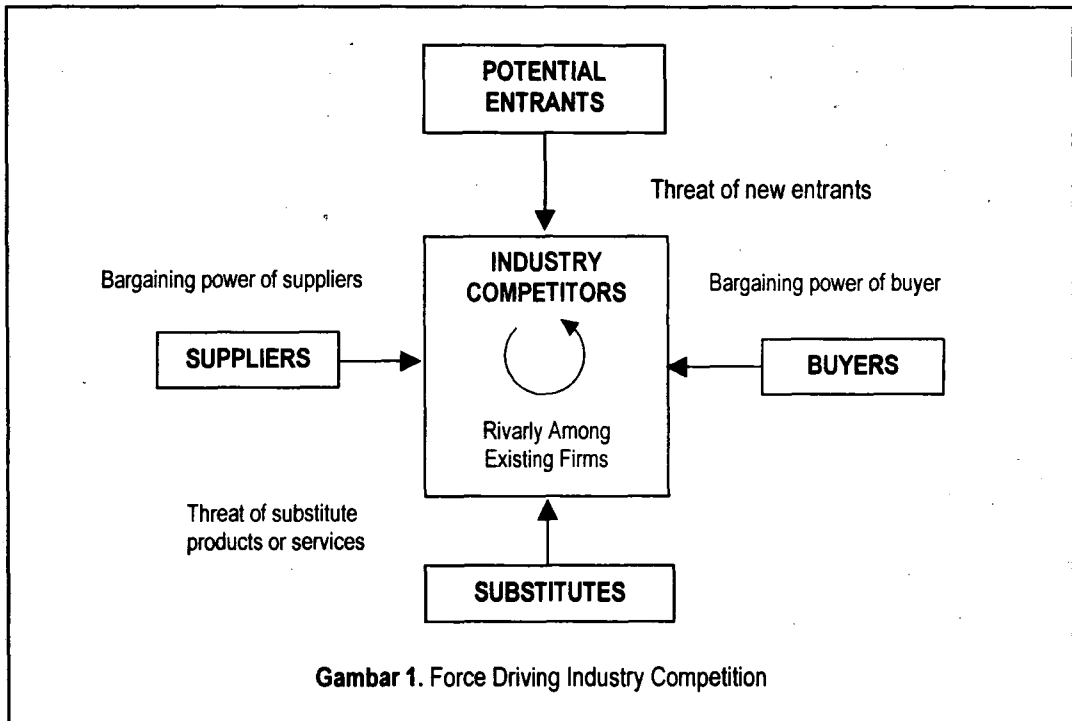 POTENTIAL
ENTRANTS
Threat of new entrants
Bargaining power of suppliers
INDUSTRY
COMPETITORS
Bargaining power of buyer
SUPPLIERS
BUYERS
Rivarly Among
Existing Firms
Threat of substitute
products or services
SUBSTITUTES
Gambar 1. Force Driving Industry Competition